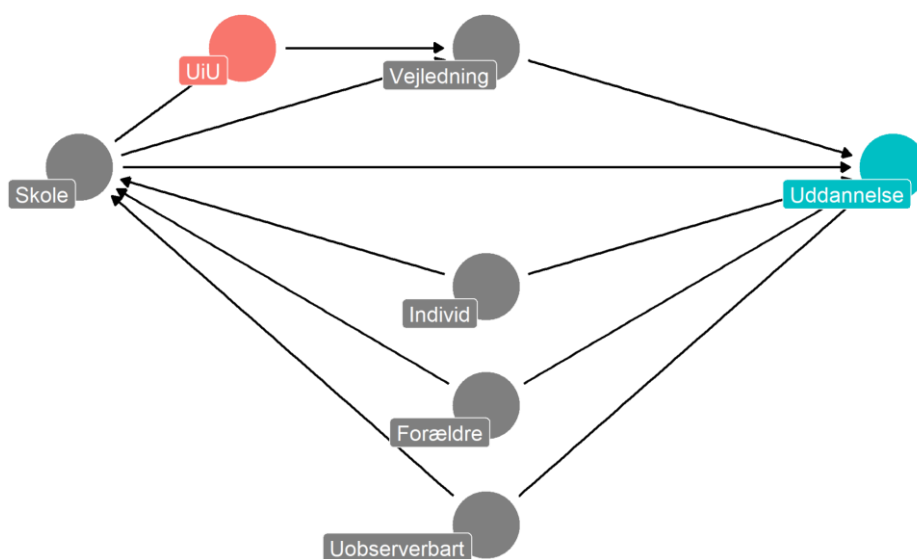 UiU
Vejledning
Skole
Uddannelse
Individ
Forældre
Uobserverbart